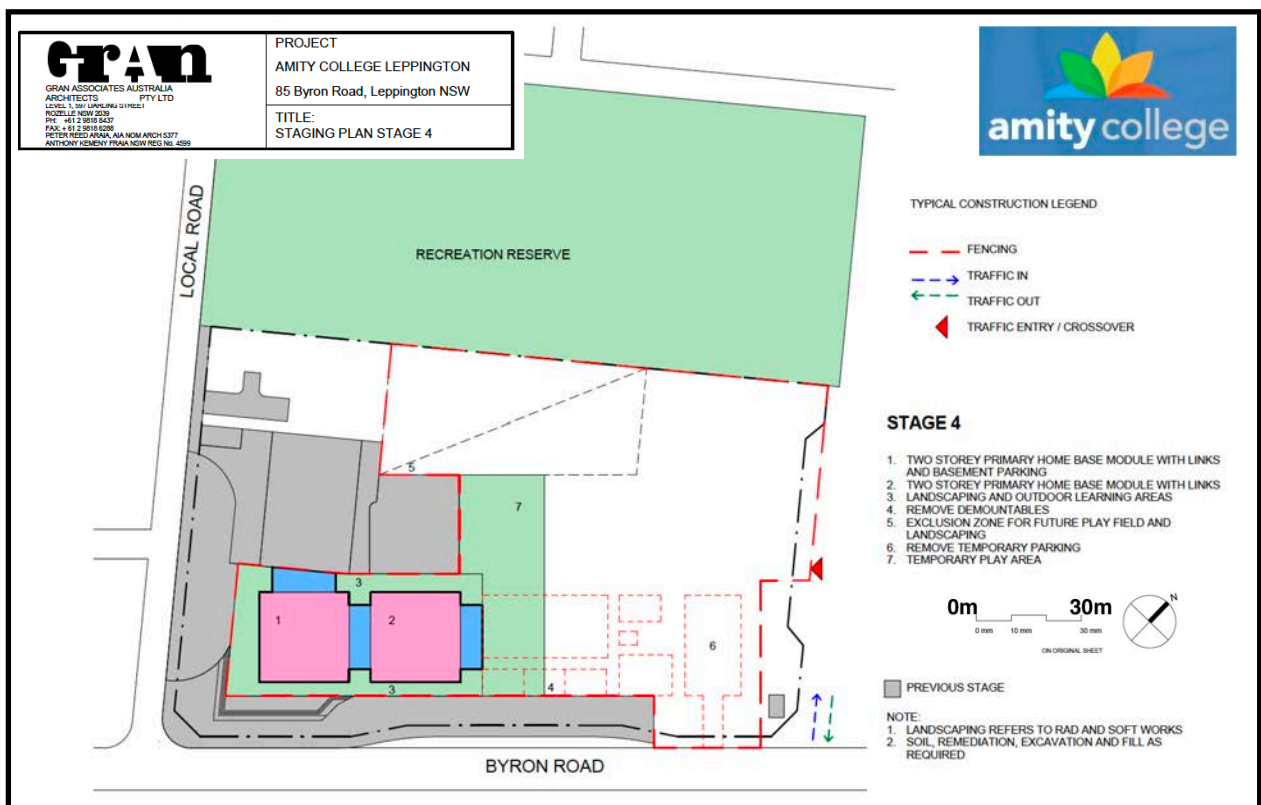 GRAN
GRAN ASSOCIATES AUSTRALIA
ARCHITECTS PTY LTD
LEVEL 1, 597 DARLING STREET
ROZELLE NSW 2039
PH: +61 2 9818 8437
FAX: + 61 2 9818 6288
PETER REED ARAIA, AIA NOM ARCH 5377
ANTHONY KEMENY FRAIA NSW REG No. 4599
PROJECT
AMITY COLLEGE LEPPINGTON
85 Byron Road, Leppington NSW
TITLE:
STAGING PLAN STAGE 4
amity college
LOCAL ROAD
RECREATION RESERVE
5
7
3
1
2
6
3
4
BYRON ROAD
TYPICAL CONSTRUCTION LEGEND
FENCING
TRAFFIC IN
TRAFFIC OUT
TRAFFIC ENTRY / CROSSOVER
STAGE 4
1. TWO STOREY PRIMARY HOME BASE MODULE WITH LINKS
AND BASEMENT PARKING
2. TWO STOREY PRIMARY HOME BASE MODULE WITH LINKS
3. LANDSCAPING AND OUTDOOR LEARNING AREAS
4. REMOVE DEMOUNTABLES
5. EXCLUSION ZONE FOR FUTURE PLAY FIELD AND
LANDSCAPING
6. REMOVE TEMPORARY PARKING
7. TEMPORARY PLAY AREA
0m 30m
0 mm 10 mm 30 mm
ON ORIGINAL SHEET
N
PREVIOUS STAGE
NOTE:
1. LANDSCAPING REFERS TO RAD AND SOFT WORKS
2. SOIL, REMEDIATION, EXCAVATION AND FILL AS
REQUIRED